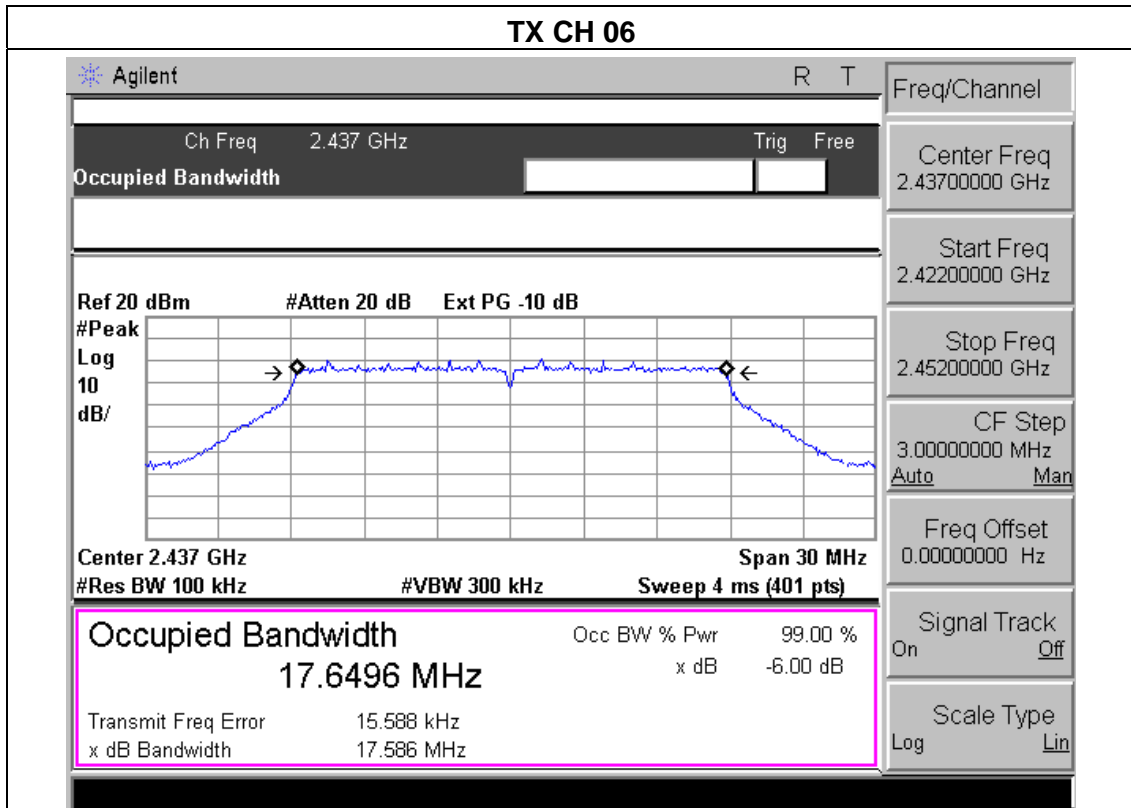 TX CH 06
Agilent R T
Ch Freq 2.437 GHz Trig Free
Occupied Bandwidth
Ref 20 dBm #Atten 20 dB Ext PG -10 dB
#Peak
Log
10
dB/
Center 2.437 GHz Span 30 MHz
#Res BW 100 kHz #VBW 300 kHz Sweep 4 ms (401 pts)
Occupied Bandwidth Occ BW % Pwr 99.00 %
17.6496 MHz x dB -6.00 dB
Transmit Freq Error 15.588 kHz
x dB Bandwidth 17.586 MHz
Freq/Channel
Center Freq
2.43700000 GHz
Start Freq
2.42200000 GHz
Stop Freq
2.45200000 GHz
CF Step
3.00000000 MHz
Auto Man
Freq Offset
0.00000000 Hz
Signal Track
On Off
Scale Type
Log Lin